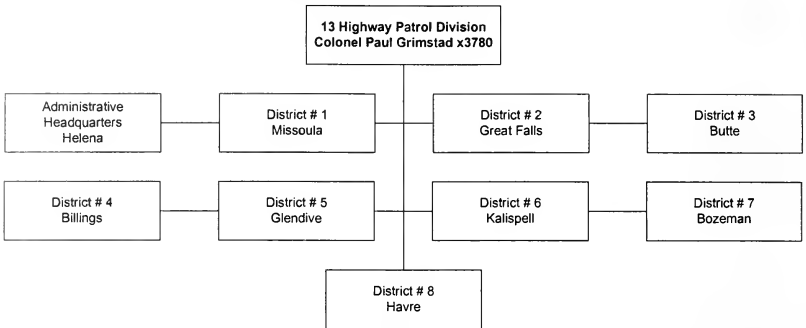 13 Highway Patrol Division
Colonel Paul Grimstad x3780
Administrative
Headquarters
Helena
District # 1
Missoula
District # 2
Great Falls
District # 3
Butte
District # 4
Billings
District # 5
Glendive
District # 6
Kalispell
District # 7
Bozeman
District # 8
Havre